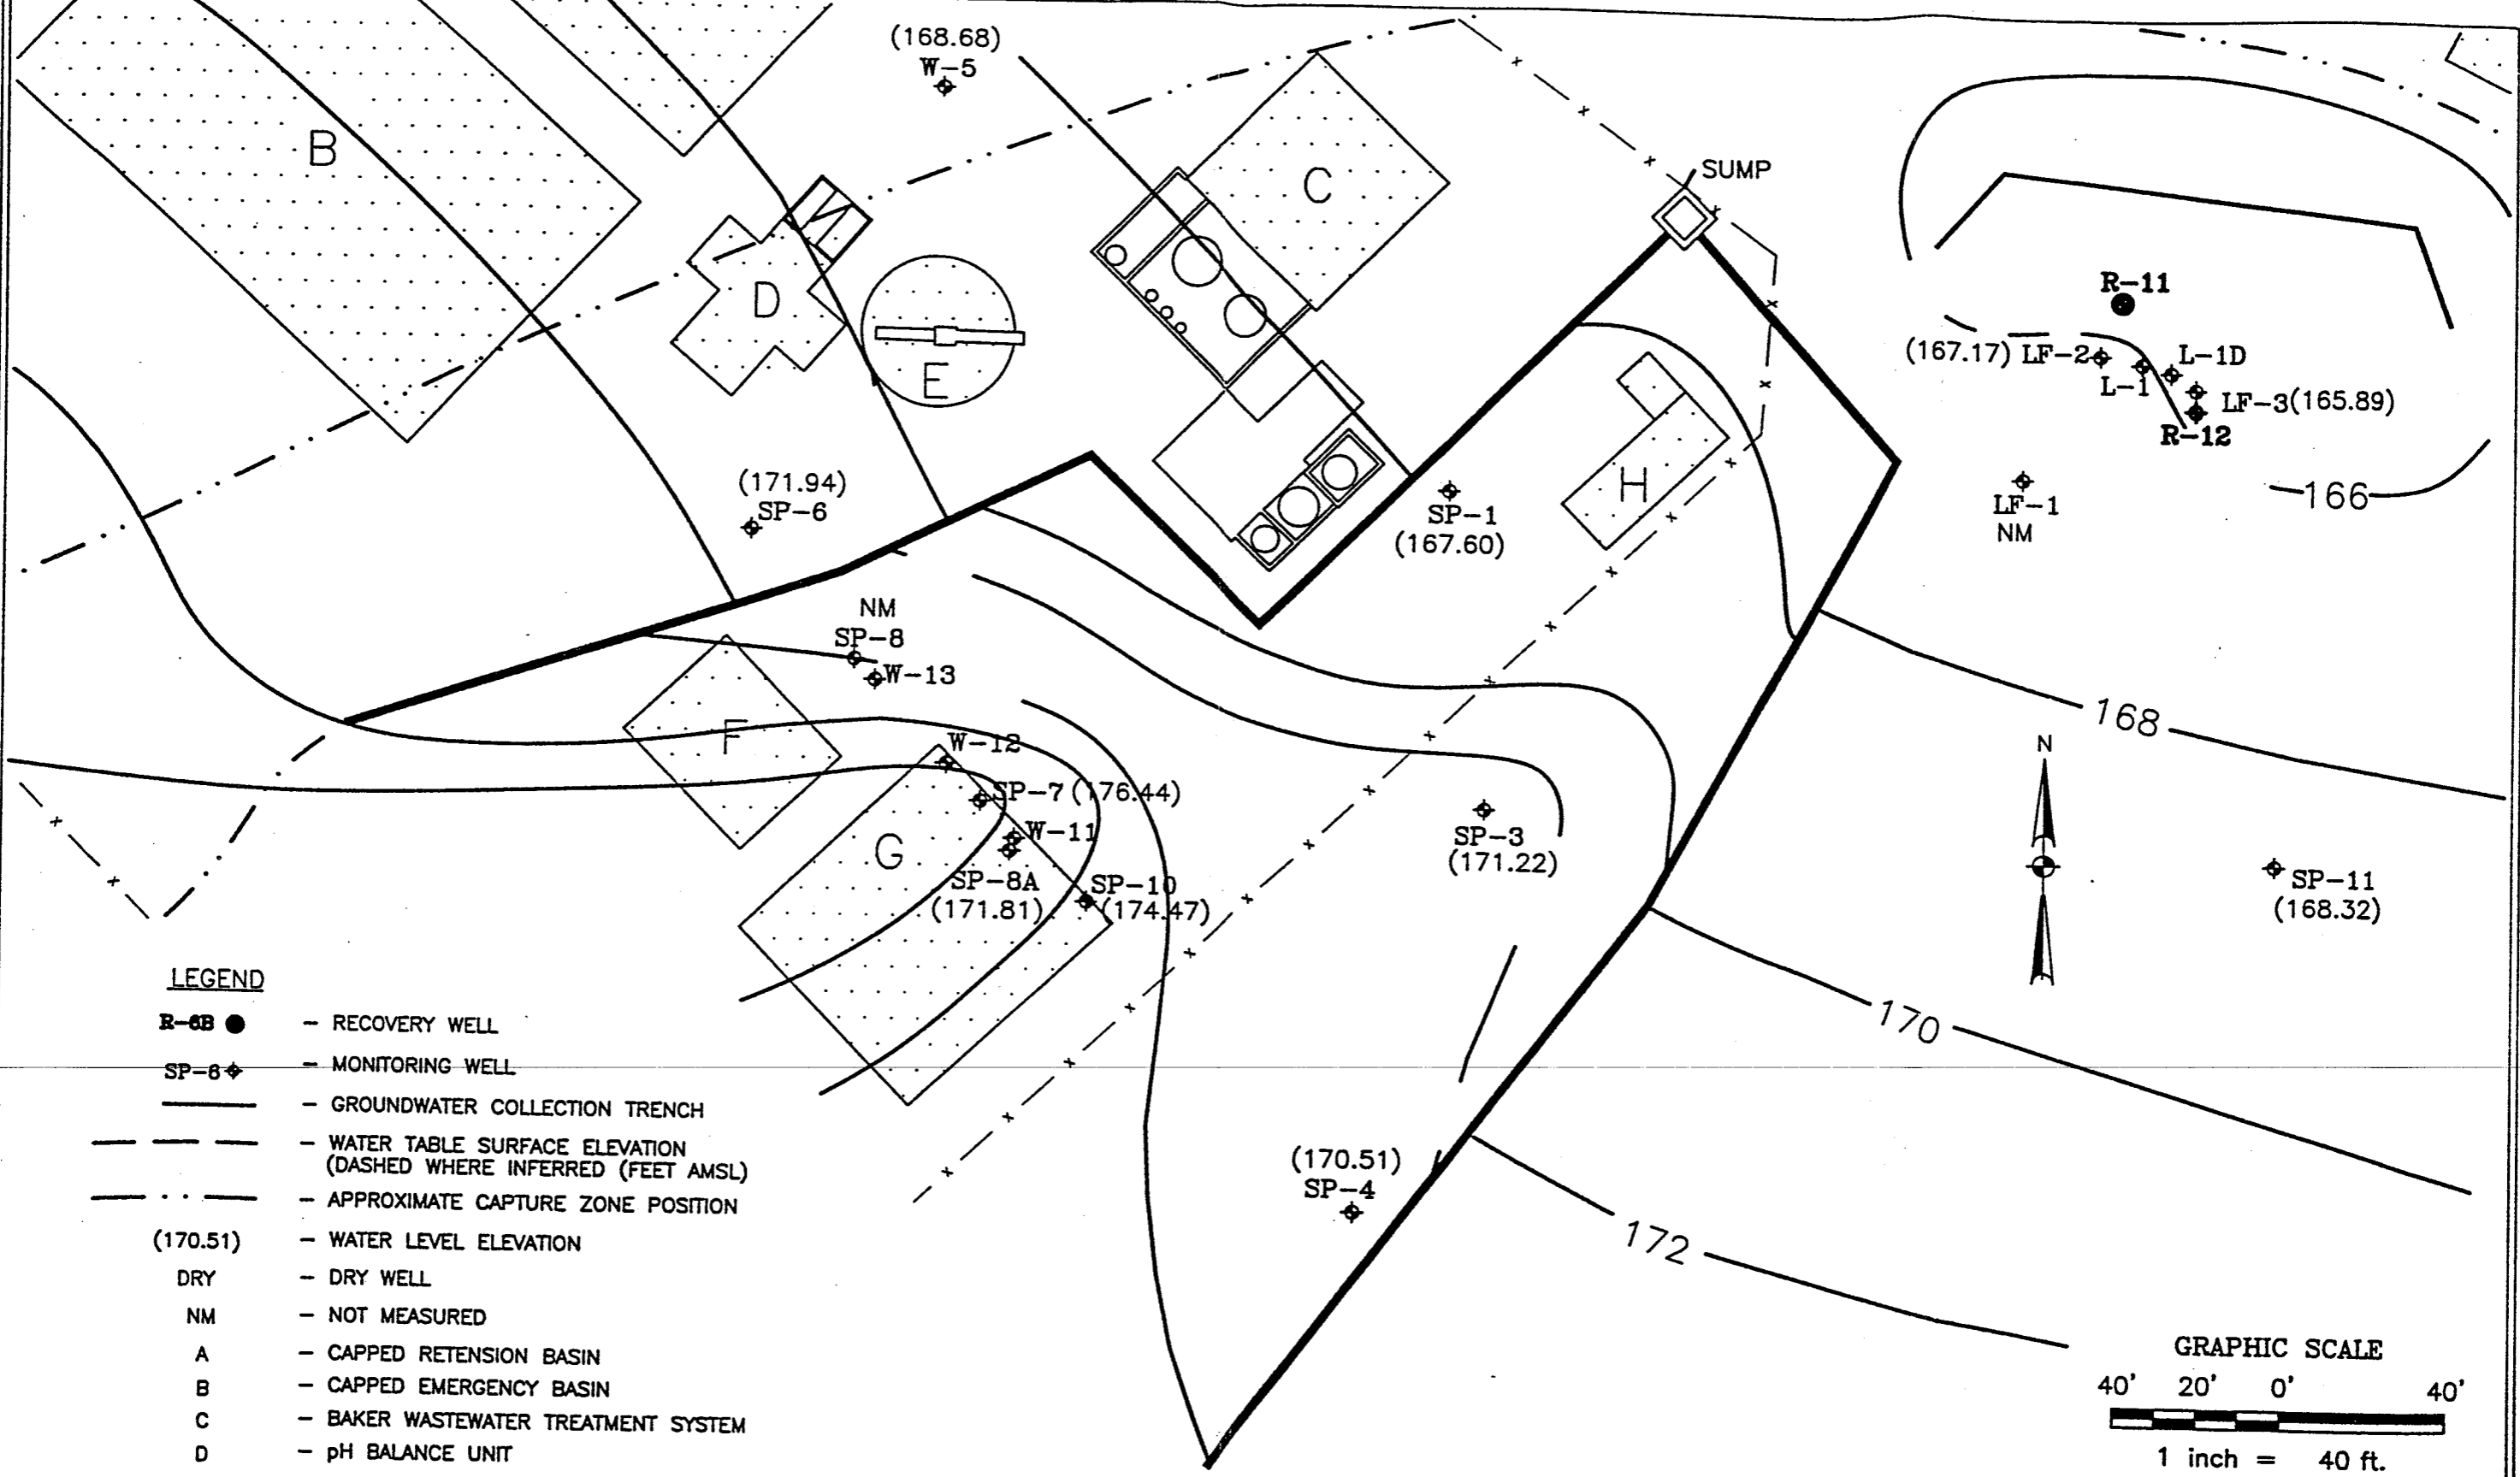 (168.68)
W-5
B
C
SUMP
D
E
R-11
(167.17) LF-2
L-1D
L-1
LF-3(165.89)
R-12
166
LF-1
NM
(171.94)
SP-6
SP-1
(167.60)
H
NM
SP-8
W-13
168
F
W-12
N
SP-7 (176.44)
W-11
G
SP-3
(171.22)
SP-8A
(171.81)
SP-10
(174.47)
SP-11
(168.32)
170
(170.51)
SP-4
172
LEGEND
R-6B - RECOVERY WELL
SP-6 - MONITORING WELL
- GROUNDWATER COLLECTION TRENCH
- WATER TABLE SURFACE ELEVATION
(DASHED WHERE INFERRED (FEET AMSL)
- APPROXIMATE CAPTURE ZONE POSITION
(170.51) - WATER LEVEL ELEVATION
DRY - DRY WELL
NM - NOT MEASURED
A - CAPPED RETENSION BASIN
B - CAPPED EMERGENCY BASIN
C - BAKER WASTEWATER TREATMENT SYSTEM
D - pH BALANCE UNIT
GRAPHIC SCALE
40' 20' 0' 40'
1 inch = 40 ft.